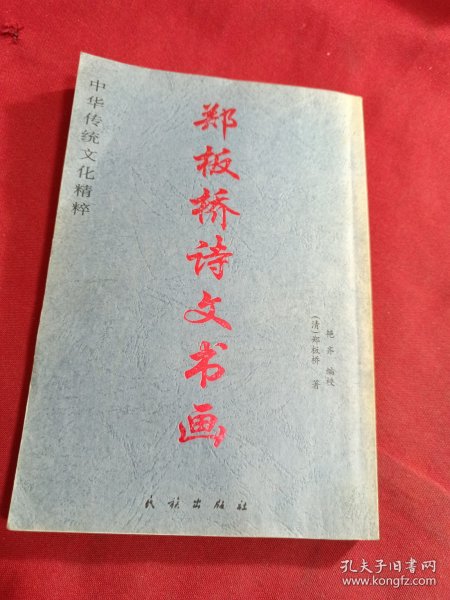 中华传统文化精粹
郑板桥诗文书画
艳齐 编校
(清)郑板桥 著
民族出版社
孔夫子旧书网
www.kongfz.com